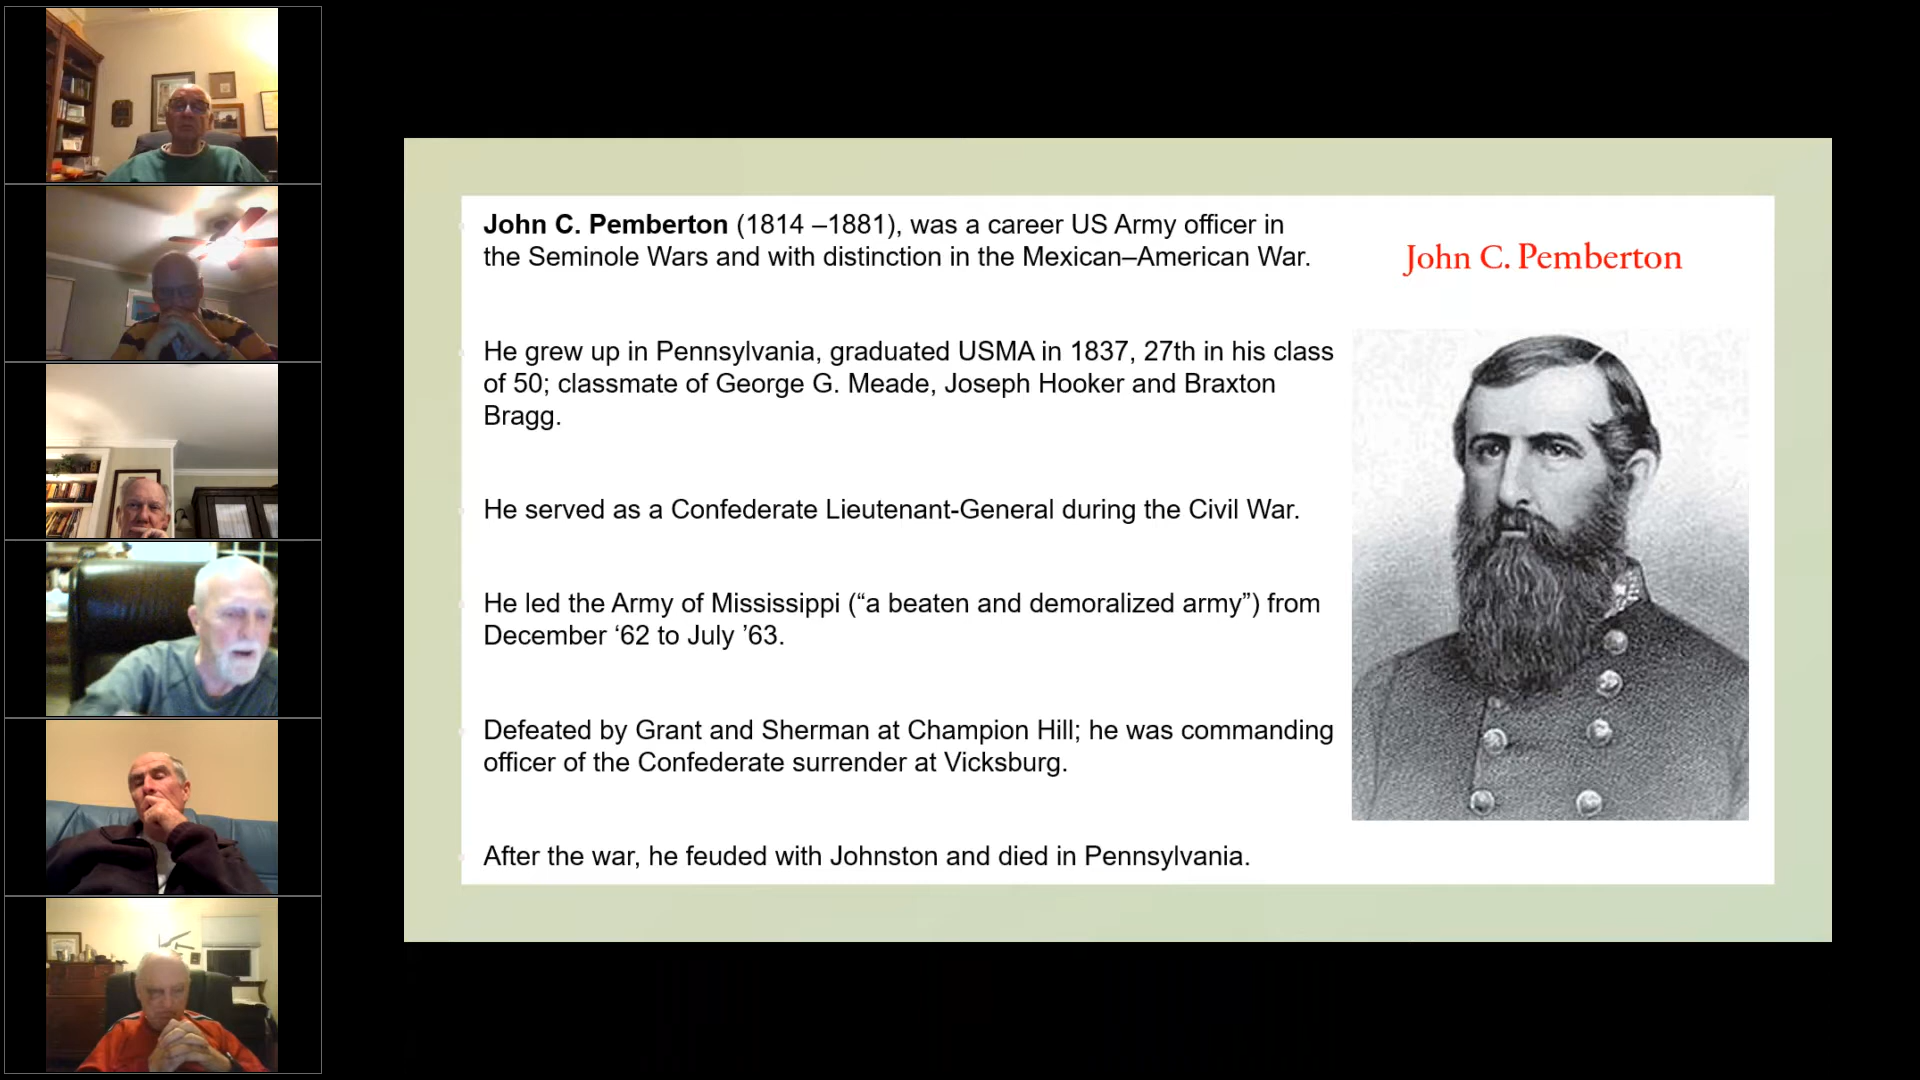 John C. Pemberton (1814 –1881), was a career US Army officer in
the Seminole Wars and with distinction in the Mexican–American War.
John C. Pemberton
He grew up in Pennsylvania, graduated USMA in 1837, 27th in his class
of 50; classmate of George G. Meade, Joseph Hooker and Braxton
Bragg.
He served as a Confederate Lieutenant-General during the Civil War.
He led the Army of Mississippi (“a beaten and demoralized army”) from
December ‘62 to July ’63.
Defeated by Grant and Sherman at Champion Hill; he was commanding
officer of the Confederate surrender at Vicksburg.
After the war, he feuded with Johnston and died in Pennsylvania.